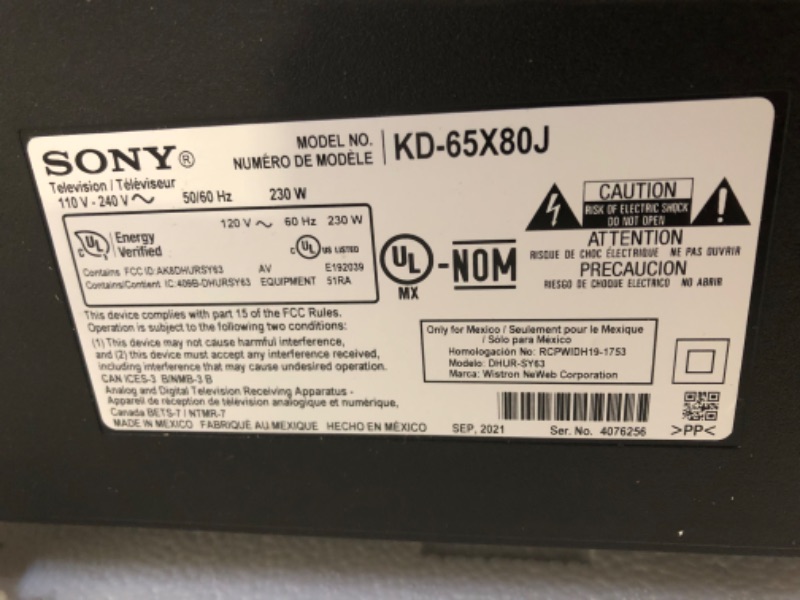 SONY®
MODEL NO.
NUMÉRO DE MODÈLE
KD-65X80J
Television / Téléviseur
110 V - 240 V ~ 50/60 Hz 230 W
120 V ~ 60 Hz 230 W
UL Energy Verified
C UL US LISTED
Contains FCC ID: AK8DHURSY63 AV E192039
Contains/Contient IC:409B-DHURSY63 EQUIPMENT 51RA
UL - NOM
MX
CAUTION
RISK OF ELECTRIC SHOCK
DO NOT OPEN
ATTENTION
RISQUE DE CHOC ÉLECTRIQUE NE PAS OUVRIR
PRECAUCION
RIESGO DE CHOQUE ELECTRICO NO ABRIR
This device complies with part 15 of the FCC Rules.
Operation is subject to the following two conditions:
(1) This device may not cause harmful interference,
and (2) this device must accept any interference received,
including interference that may cause undesired operation.
CAN ICES-3 B/NMB-3 B
Analog and Digital Television Receiving Apparatus -
Appareil de réception de télévision analogique et numérique,
Canada BETS-7 / NTMR-7
MADE IN MEXICO FABRIQUÉ AU MEXIQUE HECHO EN MÉXICO
Only for Mexico / Seulement pour le Mexique
/ Sólo para México
Homologación No: RCPWIDH19-1753
Modelo: DHUR-SY63
Marca: Wistron NeWeb Corporation
SEP, 2021 Ser. No. 4076256 >PP<